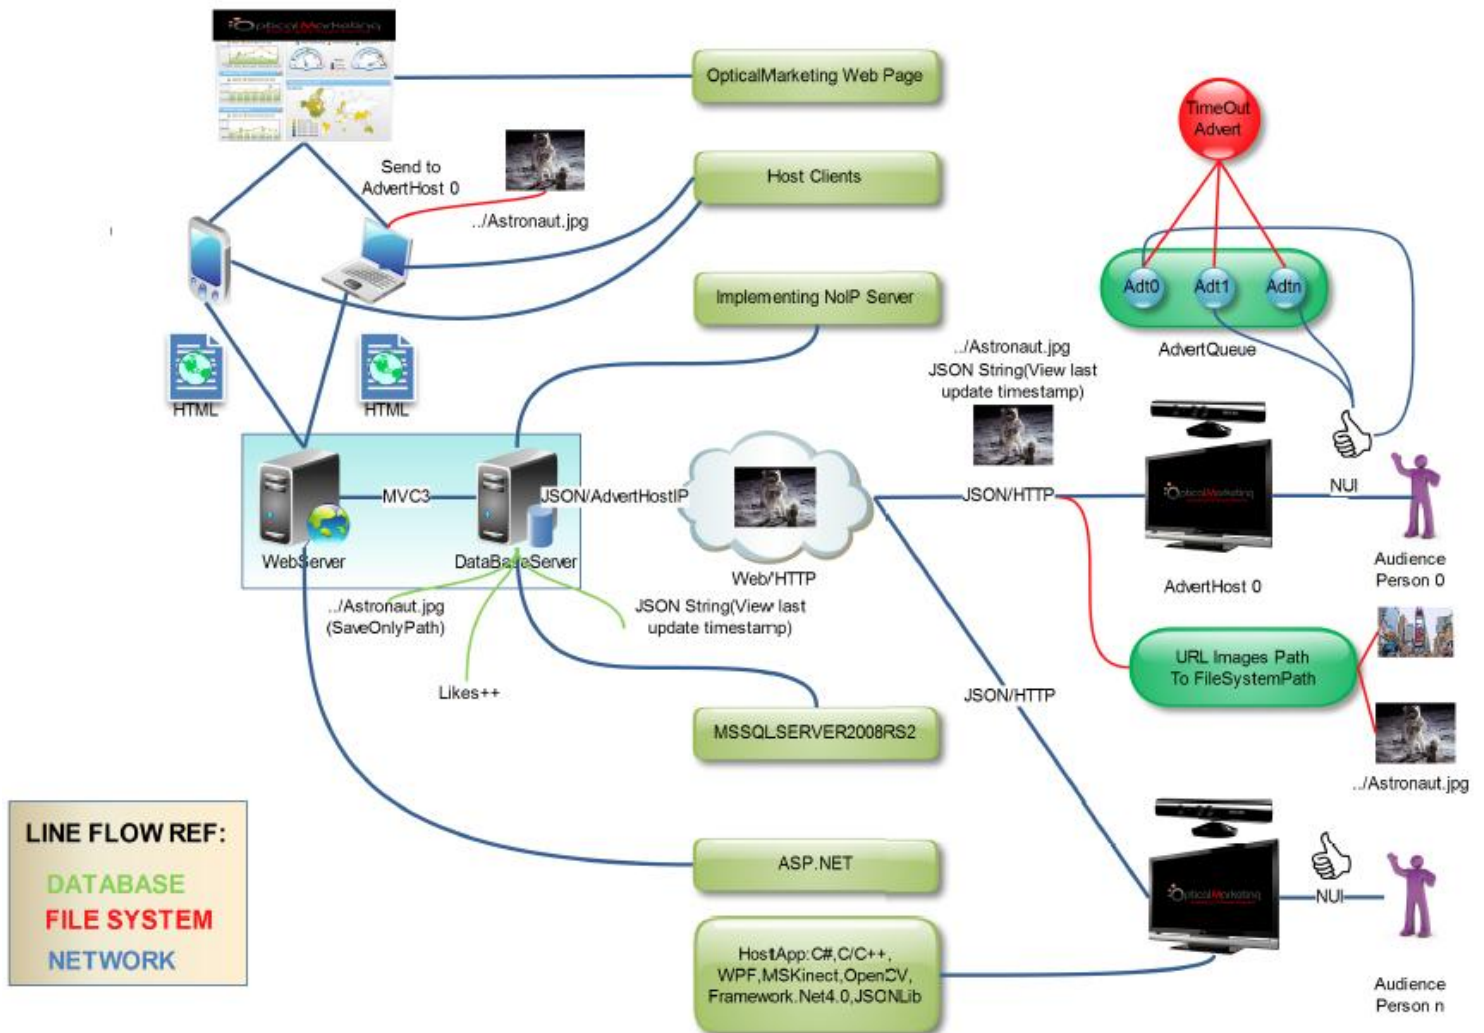 OpticalMarketing
OpticalMarketing Web Page
TimeOut
Advert
Send to
AdvertHost 0
Host Clients
../Astronaut.jpg
Adt0
Adt1
Adtn
Implementing NoIP Server
AdvertQueue
../Astronaut.jpg
JSON String(View last
update timestamp)
HTML
HTML
MVC3
JSON/AdvertHostIP
JSON/HTTP
OpticalMarketing
NUI
WebServer
DataBaseServer
Web/HTTP
AdvertHost 0
Audience
Person 0
../Astronaut.jpg
(SaveOnlyPath)
JSON String(View last
update timestamp)
Likes++
URL Images Path
To FileSystemPath
JSON/HTTP
MSSQLSERVER2008RS2
../Astronaut.jpg
LINE FLOW REF:
DATABASE
FILE SYSTEM
NETWORK
ASP.NET
OpticalMarketing
NUI
HostApp:C#,C/C++,
WPF,MSKinect,OpenCV,
Framework.Net4.0,JSONLib
Audience
Person n